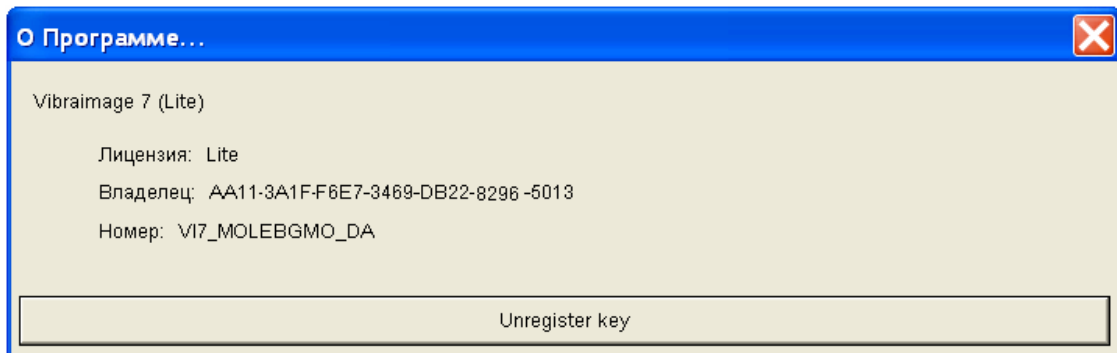 О Программе...
Vibraimage 7 (Lite)
Лицензия: Lite
Владелец: AA11-3A1F-F6E7-3469-DB22-8296 -5013
Номер: VI7_MOLEBGMO_DA
Unregister key